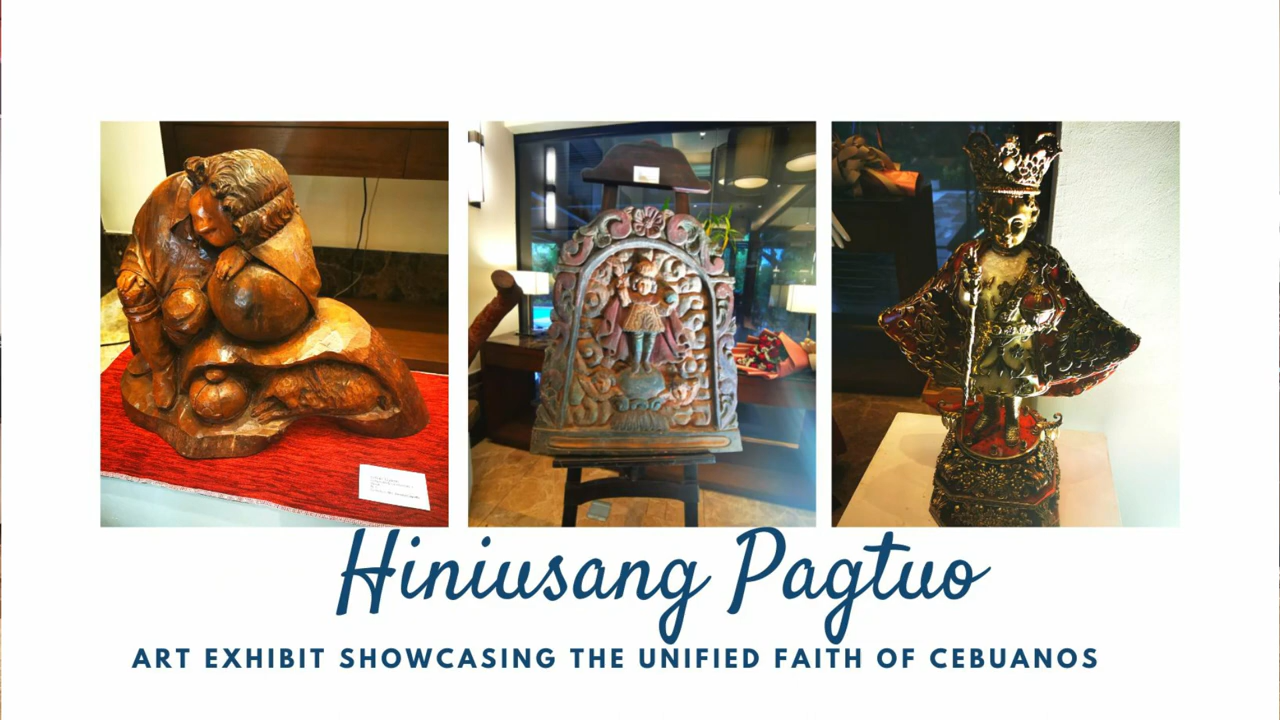 Hiniusang Pagtuo
ART EXHIBIT SHOWCASING THE UNIFIED FAITH OF CEBUANOS